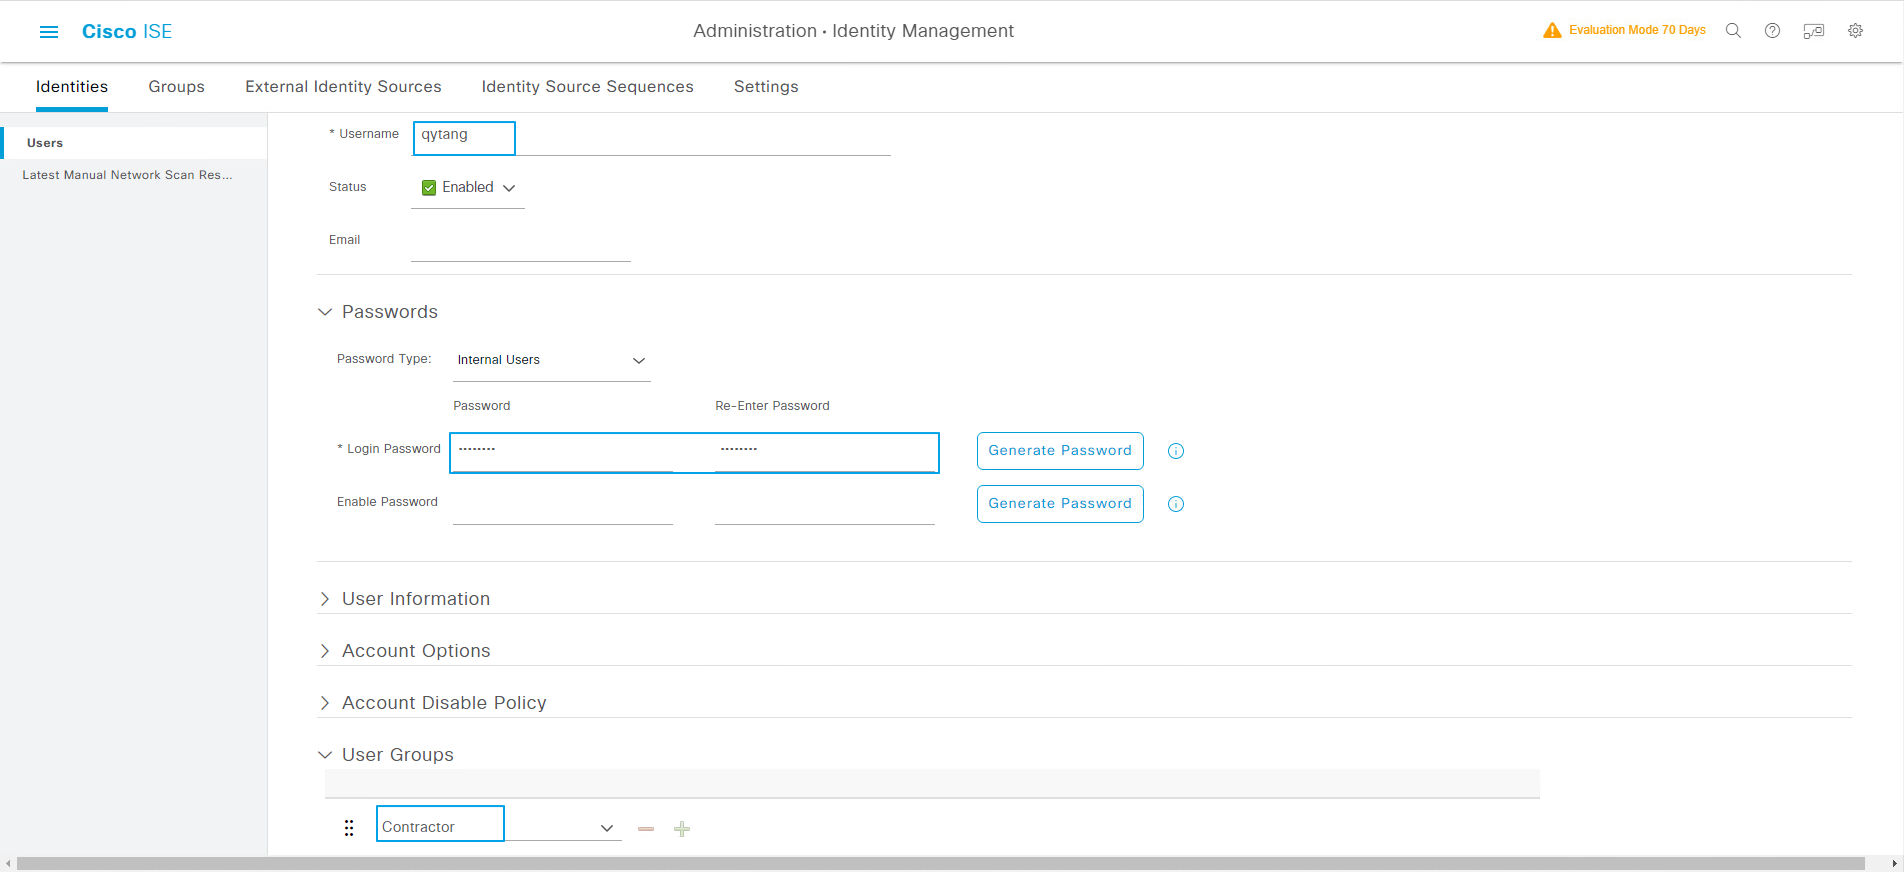 Cisco ISE
Administration · Identity Management
Evaluation Mode 70 Days
Identities
Groups
External Identity Sources
Identity Source Sequences
Settings
Users
Latest Manual Network Scan Res...
* Username
qytang
Status
Enabled
Email
Passwords
Password Type:
Internal Users
Password
Re-Enter Password
* Login Password
········
········
Generate Password
Enable Password
Generate Password
User Information
Account Options
Account Disable Policy
User Groups
Contractor